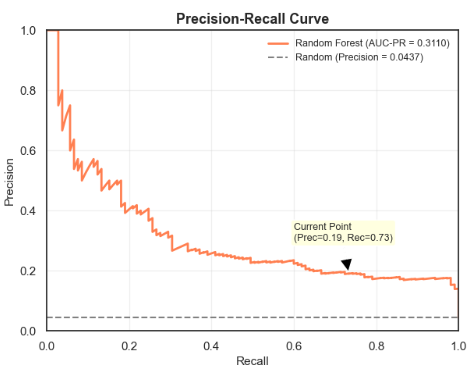 Precision-Recall Curve
1.0
Random Forest (AUC-PR = 0.3110)
Random (Precision = 0.0437)
0.8
0.6
Precision
0.4
Current Point
(Prec=0.19, Rec=0.73)
0.2
0.0
0.0 0.2 0.4 0.6 0.8 1.0
Recall